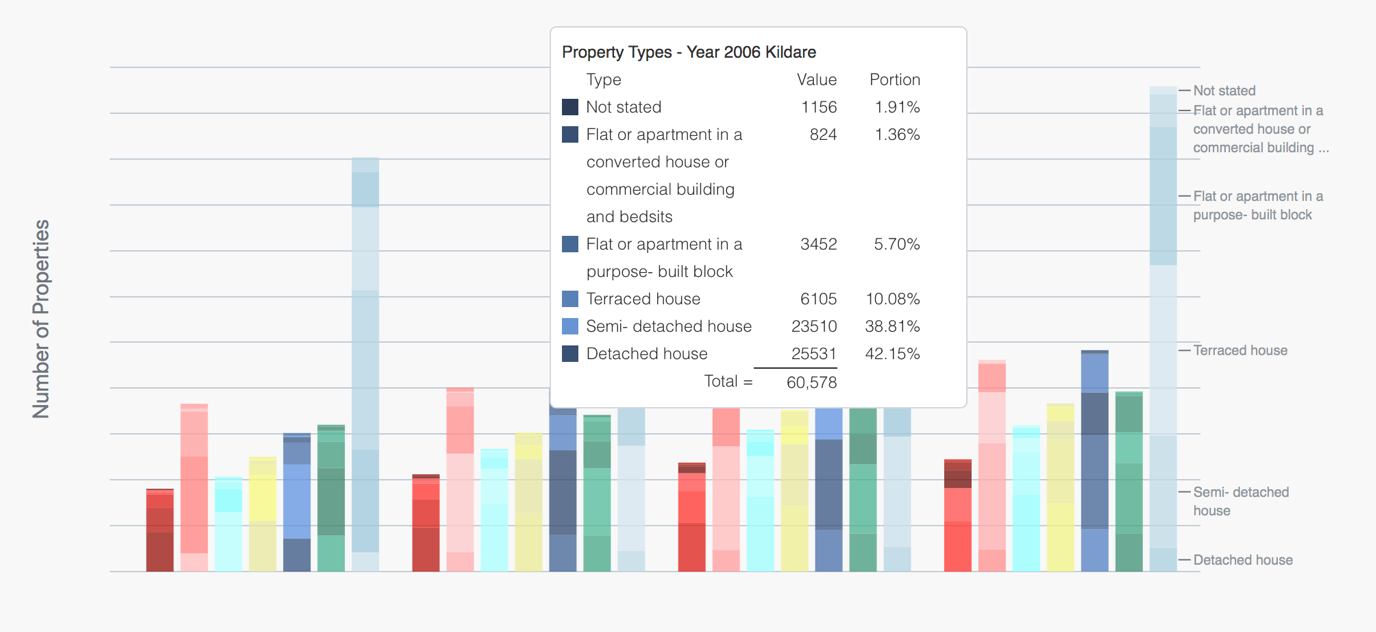 Number of Properties
Property Types - Year 2006 Kildare
Type Value Portion
Not stated 1156 1.91%
Flat or apartment in a 824 1.36%
converted house or
commercial building
and bedsits
Flat or apartment in a 3452 5.70%
purpose- built block
Terraced house 6105 10.08%
Semi- detached house 23510 38.81%
Detached house 25531 42.15%
Total = 60,578
Not stated
Flat or apartment in a
converted house or
commercial building ...
Flat or apartment in a
purpose- built block
Terraced house
Semi- detached
house
Detached house